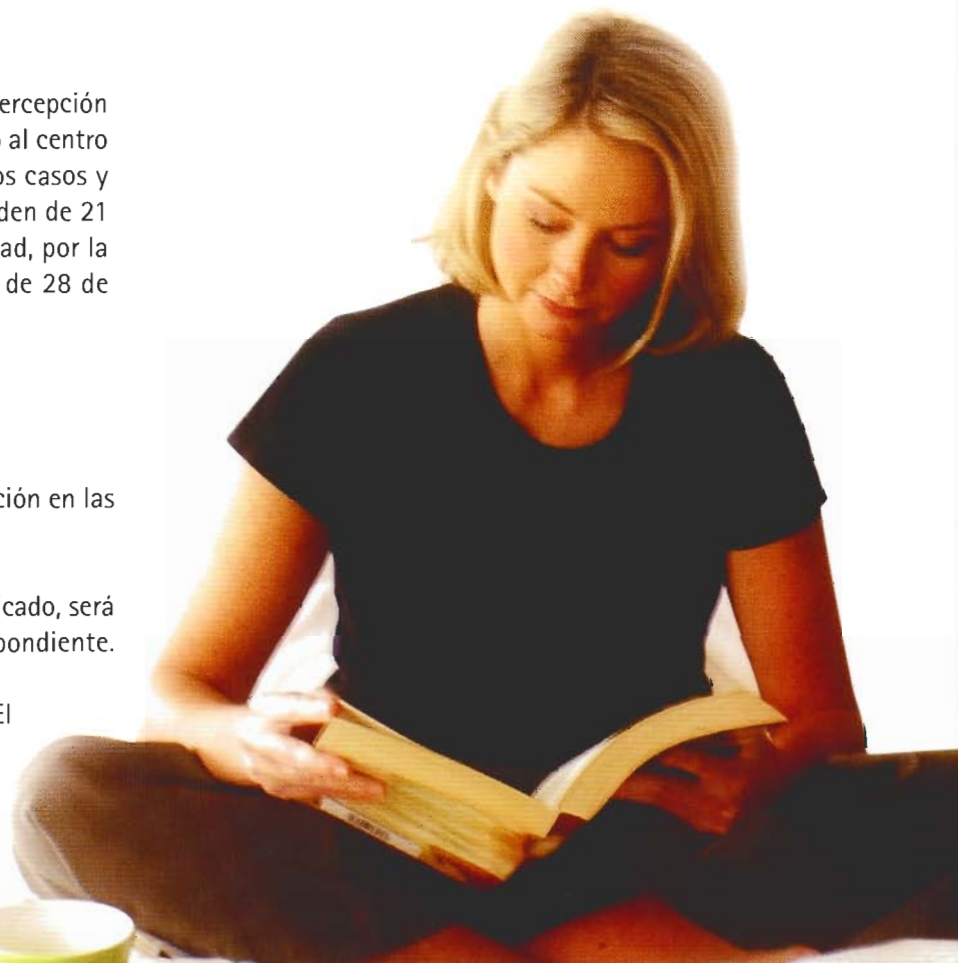 ercepción
al centro
os casos y
den de 21
ad, por la
de 28 de
ción en las
cado, será
pondiente.
El